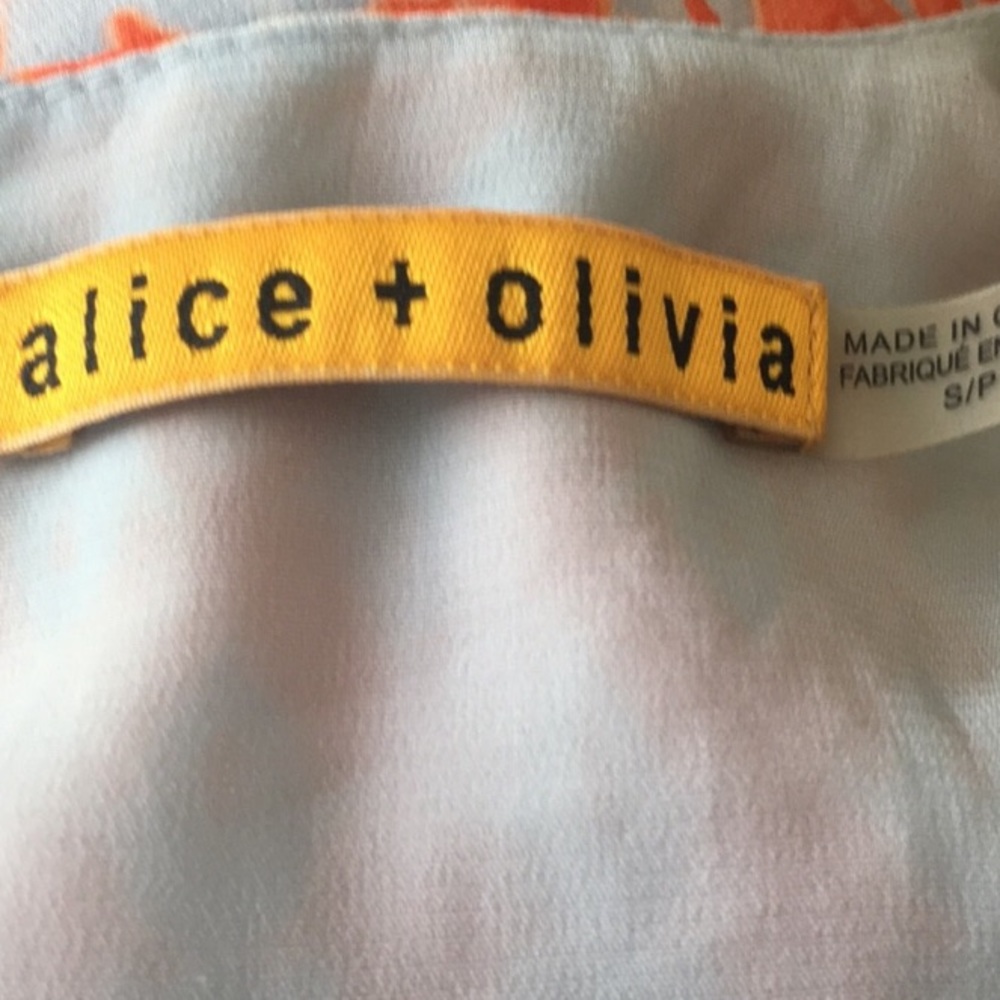 alice + olivia
MADE IN
FABRIQUÉ
S/P